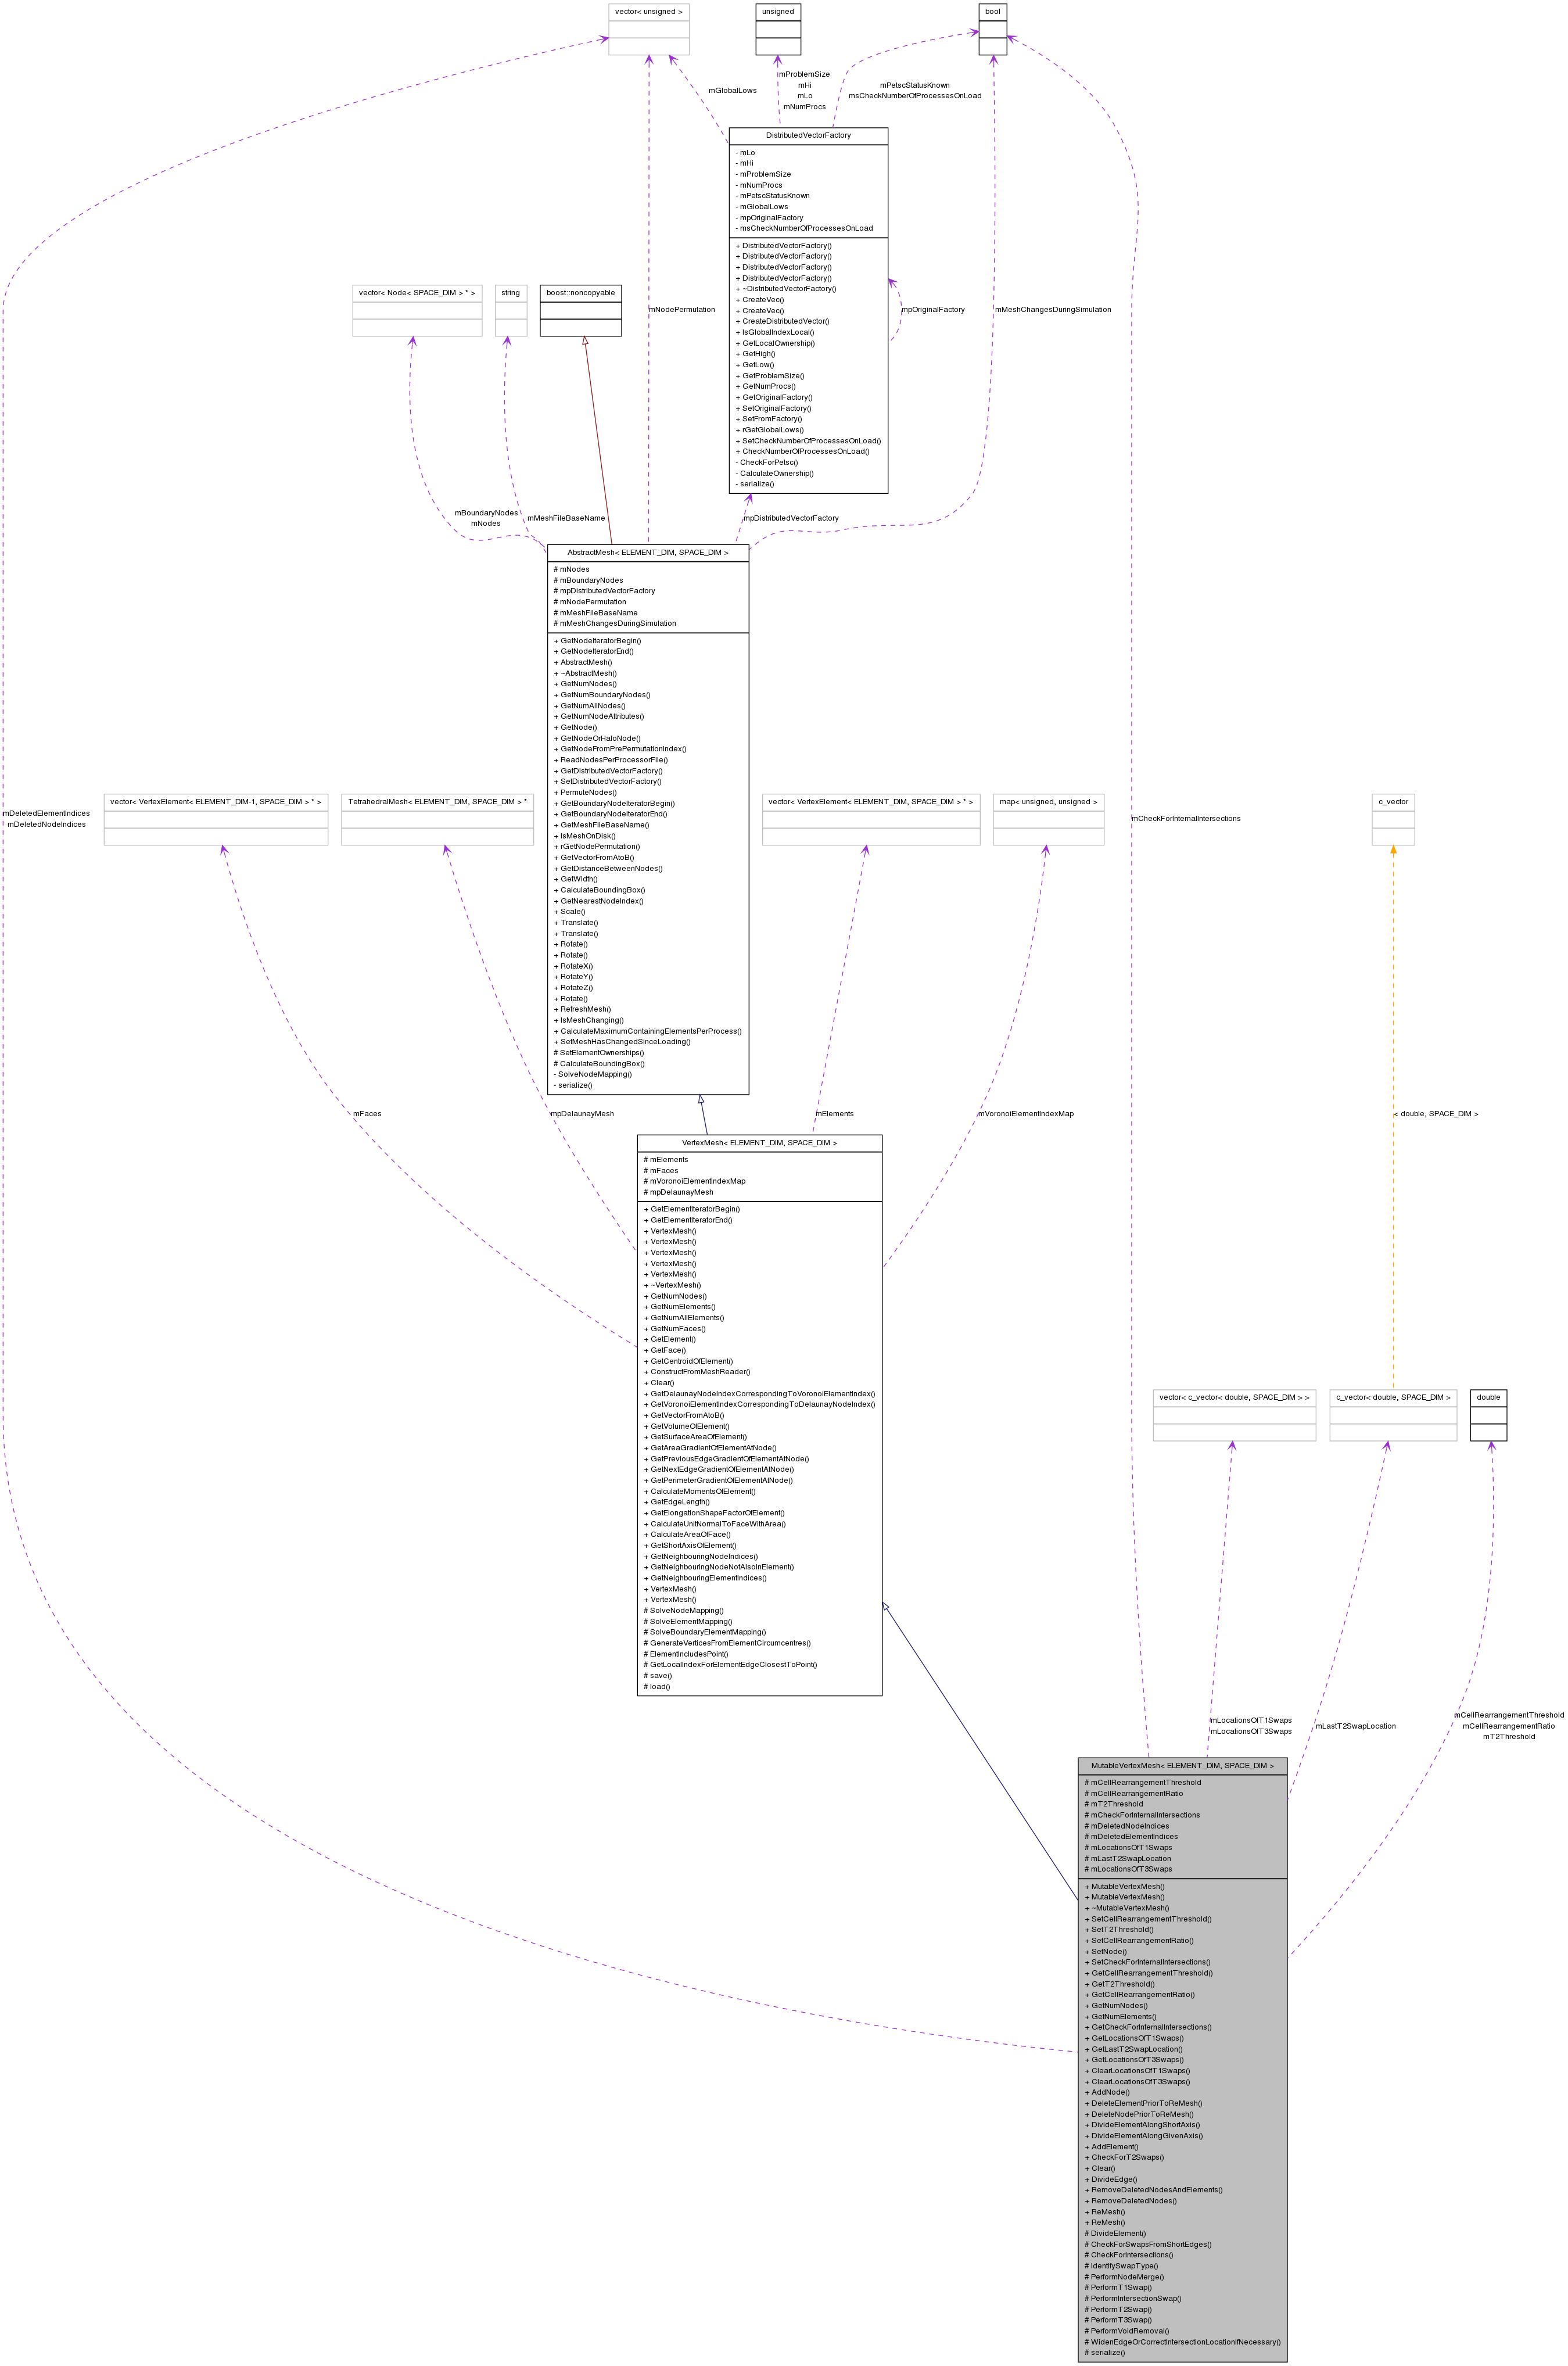 vector< unsigned >
unsigned
bool
mGlobalLows
mProblemSize
mHi
mLo
mNumProcs
mPetscStatusKnown
msCheckNumberOfProcessesOnLoad
DistributedVectorFactory
- mLo
- mHi
- mProblemSize
- mNumProcs
- mPetscStatusKnown
- mGlobalLows
- mpOriginalFactory
- msCheckNumberOfProcessesOnLoad
+ DistributedVectorFactory()
+ DistributedVectorFactory()
+ DistributedVectorFactory()
+ DistributedVectorFactory()
+ ~DistributedVectorFactory()
+ CreateVec()
+ CreateVec()
+ CreateDistributedVector()
+ IsGlobalIndexLocal()
+ GetLocalOwnership()
+ GetHigh()
+ GetLow()
+ GetProblemSize()
+ GetNumProcs()
+ GetOriginalFactory()
+ SetOriginalFactory()
+ SetFromFactory()
+ rGetGlobalLows()
+ SetCheckNumberOfProcessesOnLoad()
+ CheckNumberOfProcessesOnLoad()
- CheckForPetsc()
- CalculateOwnership()
- serialize()
vector< Node< SPACE_DIM > * >
string
boost::noncopyable
mNodePermutation
mpOriginalFactory
mMeshChangesDuringSimulation
mBoundaryNodes
mNodes
mMeshFileBaseName
mpDistributedVectorFactory
AbstractMesh< ELEMENT_DIM, SPACE_DIM >
# mNodes
# mBoundaryNodes
# mpDistributedVectorFactory
# mNodePermutation
# mMeshFileBaseName
# mMeshChangesDuringSimulation
+ GetNodeIteratorBegin()
+ GetNodeIteratorEnd()
+ AbstractMesh()
+ ~AbstractMesh()
+ GetNumNodes()
+ GetNumBoundaryNodes()
+ GetNumAllNodes()
+ GetNumNodeAttributes()
+ GetNode()
+ GetNodeOrHaloNode()
+ GetNodeFromPrePermutationIndex()
+ ReadNodesPerProcessorFile()
+ GetDistributedVectorFactory()
+ SetDistributedVectorFactory()
+ PermuteNodes()
+ GetBoundaryNodeIteratorBegin()
+ GetBoundaryNodeIteratorEnd()
+ GetMeshFileBaseName()
+ IsMeshOnDisk()
+ rGetNodePermutation()
+ GetVectorFromAtoB()
+ GetDistanceBetweenNodes()
+ GetWidth()
+ CalculateBoundingBox()
+ GetNearestNodeIndex()
+ Scale()
+ Translate()
+ Translate()
+ Rotate()
+ Rotate()
+ RotateX()
+ RotateY()
+ RotateZ()
+ Rotate()
+ RefreshMesh()
+ IsMeshChanging()
+ CalculateMaximumContainingElementsPerProcess()
+ SetMeshHasChangedSinceLoading()
# SetElementOwnerships()
# CalculateBoundingBox()
- SolveNodeMapping()
- serialize()
vector< VertexElement< ELEMENT_DIM-1, SPACE_DIM > * >
TetrahedralMesh< ELEMENT_DIM, SPACE_DIM > *
vector< VertexElement< ELEMENT_DIM, SPACE_DIM > * >
map< unsigned, unsigned >
c_vector
mDeletedElementIndices
mDeletedNodeIndices
mCheckForInternalIntersections
mFaces
mpDelaunayMesh
mElements
mVoronoiElementIndexMap
< double, SPACE_DIM >
VertexMesh< ELEMENT_DIM, SPACE_DIM >
# mElements
# mFaces
# mVoronoiElementIndexMap
# mpDelaunayMesh
+ GetElementIteratorBegin()
+ GetElementIteratorEnd()
+ VertexMesh()
+ VertexMesh()
+ VertexMesh()
+ VertexMesh()
+ VertexMesh()
+ ~VertexMesh()
+ GetNumNodes()
+ GetNumElements()
+ GetNumAllElements()
+ GetNumFaces()
+ GetElement()
+ GetFace()
+ GetCentroidOfElement()
+ ConstructFromMeshReader()
+ Clear()
+ GetDelaunayNodeIndexCorrespondingToVoronoiElementIndex()
+ GetVoronoiElementIndexCorrespondingToDelaunayNodeIndex()
+ GetVectorFromAtoB()
+ GetVolumeOfElement()
+ GetSurfaceAreaOfElement()
+ GetAreaGradientOfElementAtNode()
+ GetPreviousEdgeGradientOfElementAtNode()
+ GetNextEdgeGradientOfElementAtNode()
+ GetPerimeterGradientOfElementAtNode()
+ CalculateMomentsOfElement()
+ GetEdgeLength()
+ GetElongationShapeFactorOfElement()
+ CalculateUnitNormalToFaceWithArea()
+ CalculateAreaOfFace()
+ GetShortAxisOfElement()
+ GetNeighbouringNodeIndices()
+ GetNeighbouringNodeNotAlsoInElement()
+ GetNeighbouringElementIndices()
+ VertexMesh()
+ VertexMesh()
# SolveNodeMapping()
# SolveElementMapping()
# SolveBoundaryElementMapping()
# GenerateVerticesFromElementCircumcentres()
# ElementIncludesPoint()
# GetLocalIndexForElementEdgeClosestToPoint()
# save()
# load()
vector< c_vector< double, SPACE_DIM > >
c_vector< double, SPACE_DIM >
double
mLocationsOfT1Swaps
mLocationsOfT3Swaps
mLastT2SwapLocation
mCellRearrangementThreshold
mCellRearrangementRatio
mT2Threshold
MutableVertexMesh< ELEMENT_DIM, SPACE_DIM >
# mCellRearrangementThreshold
# mCellRearrangementRatio
# mT2Threshold
# mCheckForInternalIntersections
# mDeletedNodeIndices
# mDeletedElementIndices
# mLocationsOfT1Swaps
# mLastT2SwapLocation
# mLocationsOfT3Swaps
+ MutableVertexMesh()
+ MutableVertexMesh()
+ ~MutableVertexMesh()
+ SetCellRearrangementThreshold()
+ SetT2Threshold()
+ SetCellRearrangementRatio()
+ SetNode()
+ SetCheckForInternalIntersections()
+ GetCellRearrangementThreshold()
+ GetT2Threshold()
+ GetCellRearrangementRatio()
+ GetNumNodes()
+ GetNumElements()
+ GetCheckForInternalIntersections()
+ GetLocationsOfT1Swaps()
+ GetLastT2SwapLocation()
+ GetLocationsOfT3Swaps()
+ ClearLocationsOfT1Swaps()
+ ClearLocationsOfT3Swaps()
+ AddNode()
+ DeleteElementPriorToReMesh()
+ DeleteNodePriorToReMesh()
+ DivideElementAlongShortAxis()
+ DivideElementAlongGivenAxis()
+ AddElement()
+ CheckForT2Swaps()
+ Clear()
+ DivideEdge()
+ RemoveDeletedNodesAndElements()
+ RemoveDeletedNodes()
+ ReMesh()
+ ReMesh()
# DivideElement()
# CheckForSwapsFromShortEdges()
# CheckForIntersections()
# IdentifySwapType()
# PerformNodeMerge()
# PerformT1Swap()
# PerformIntersectionSwap()
# PerformT2Swap()
# PerformT3Swap()
# PerformVoidRemoval()
# WidenEdgeOrCorrectIntersectionLocationIfNecessary()
# serialize()